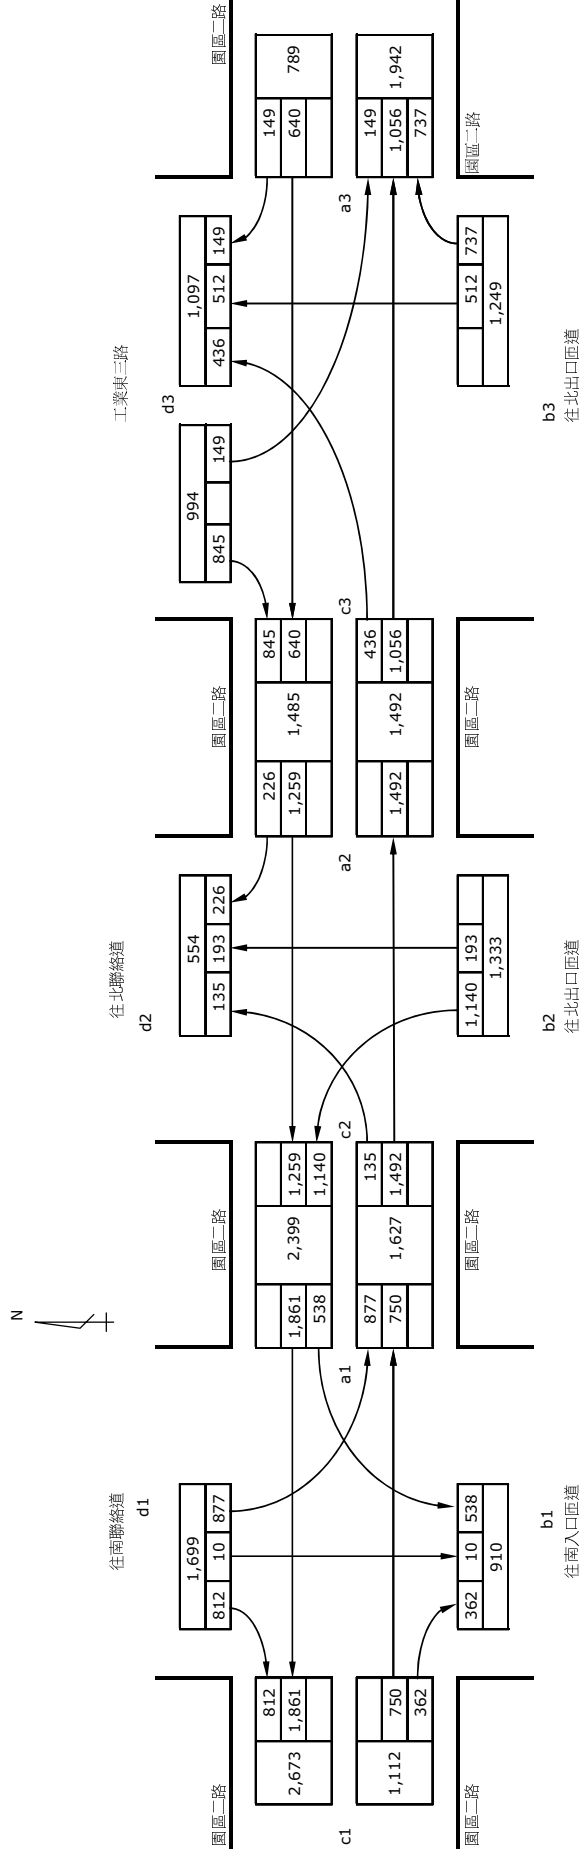 N
往南聯絡道
d1
1,699
812 10 877
園區二路
2,673
812
1,861
c1
1,112
750
362
園區二路
362 10 538
910
b1
往南入口匝道
園區二路
1,861
538
2,399
1,259
1,140
a1
c2
877
750
1,627
135
1,492
園區二路
往北聯絡道
d2
554
135 193 226
1,140 193
1,333
b2
往北出口匝道
園區二路
226
1,259
1,485
845
640
a2
c3
1,492
1,492
436
1,056
園區二路
工業東三路
d3
994
845 149
1,097
436 512 149
512 737
1,249
b3
往北出口匝道
園區二路
149
640
789
a3
149
1,056
737
1,942
園區二路